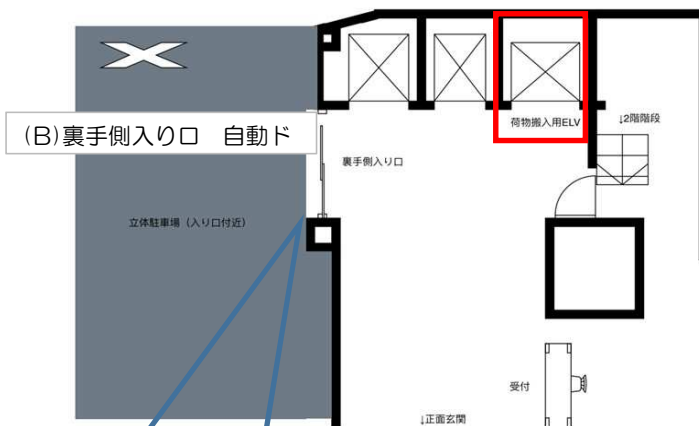 荷物搬入用ELV
↓2階階段
(B)裏手側入り口　自動ド
裏手側入り口
立体駐車場（入り口付近）
受付
↓正面玄関